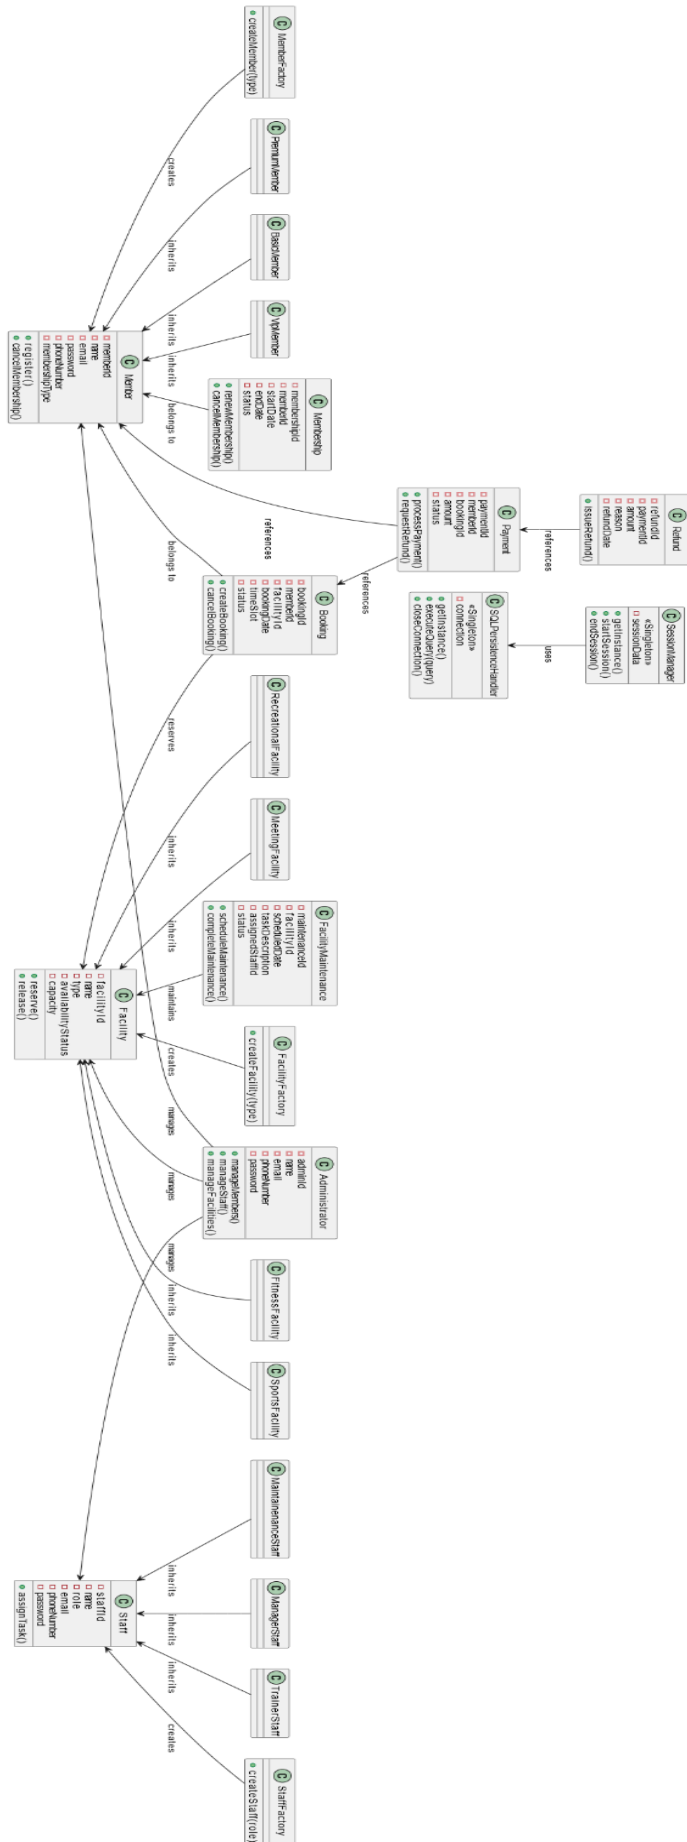 MemberFactory
createMember(type)
PremiumMember
BasicMember
VipMember
Membership
membershipId
memberId
startDate
endDate
status
renewMembership()
cancelMembership()
Refund
refundId
paymentId
amount
reason
refundDate
issueRefund()
Payment
paymentId
memberId
bookingId
amount
status
processPayment()
requestRefund()
SessionManager
«Singleton»
sessionData
getInstance()
startSession()
endSession()
SQLPersistenceHandler
«Singleton»
connection
getInstance()
executeQuery(query)
closeConnection()
Booking
bookingId
memberId
facilityId
bookingDate
timeSlot
status
createBooking()
cancelBooking()
RecreationalFacility
MeetingFacility
FacilityMaintenance
maintenanceId
facilityId
scheduledDate
taskDescription
assignedStaffId
status
scheduleMaintenance()
completeMaintenance()
FacilityFactory
createFacility(type)
Administrator
adminId
name
email
phoneNumber
password
manageMembers()
manageStaff()
manageFacilities()
FitnessFacility
SportsFacility
MaintainenanceStaff
ManagerStaff
TrainerStaff
StaffFactory
createStaff(role)
references
uses
references
references
creates
inherits
inherits
inherits
belongs to
belongs to
reserves
inherits
inherits
maintains
creates
manages
manages
manages
inherits
inherits
inherits
inherits
inherits
creates
Member
memberId
name
email
password
phoneNumber
membershipType
register()
cancelMembership()
Facility
facilityId
name
type
availabilityStatus
capacity
reserve()
release()
Staff
staffId
name
role
email
phoneNumber
password
assignTask()